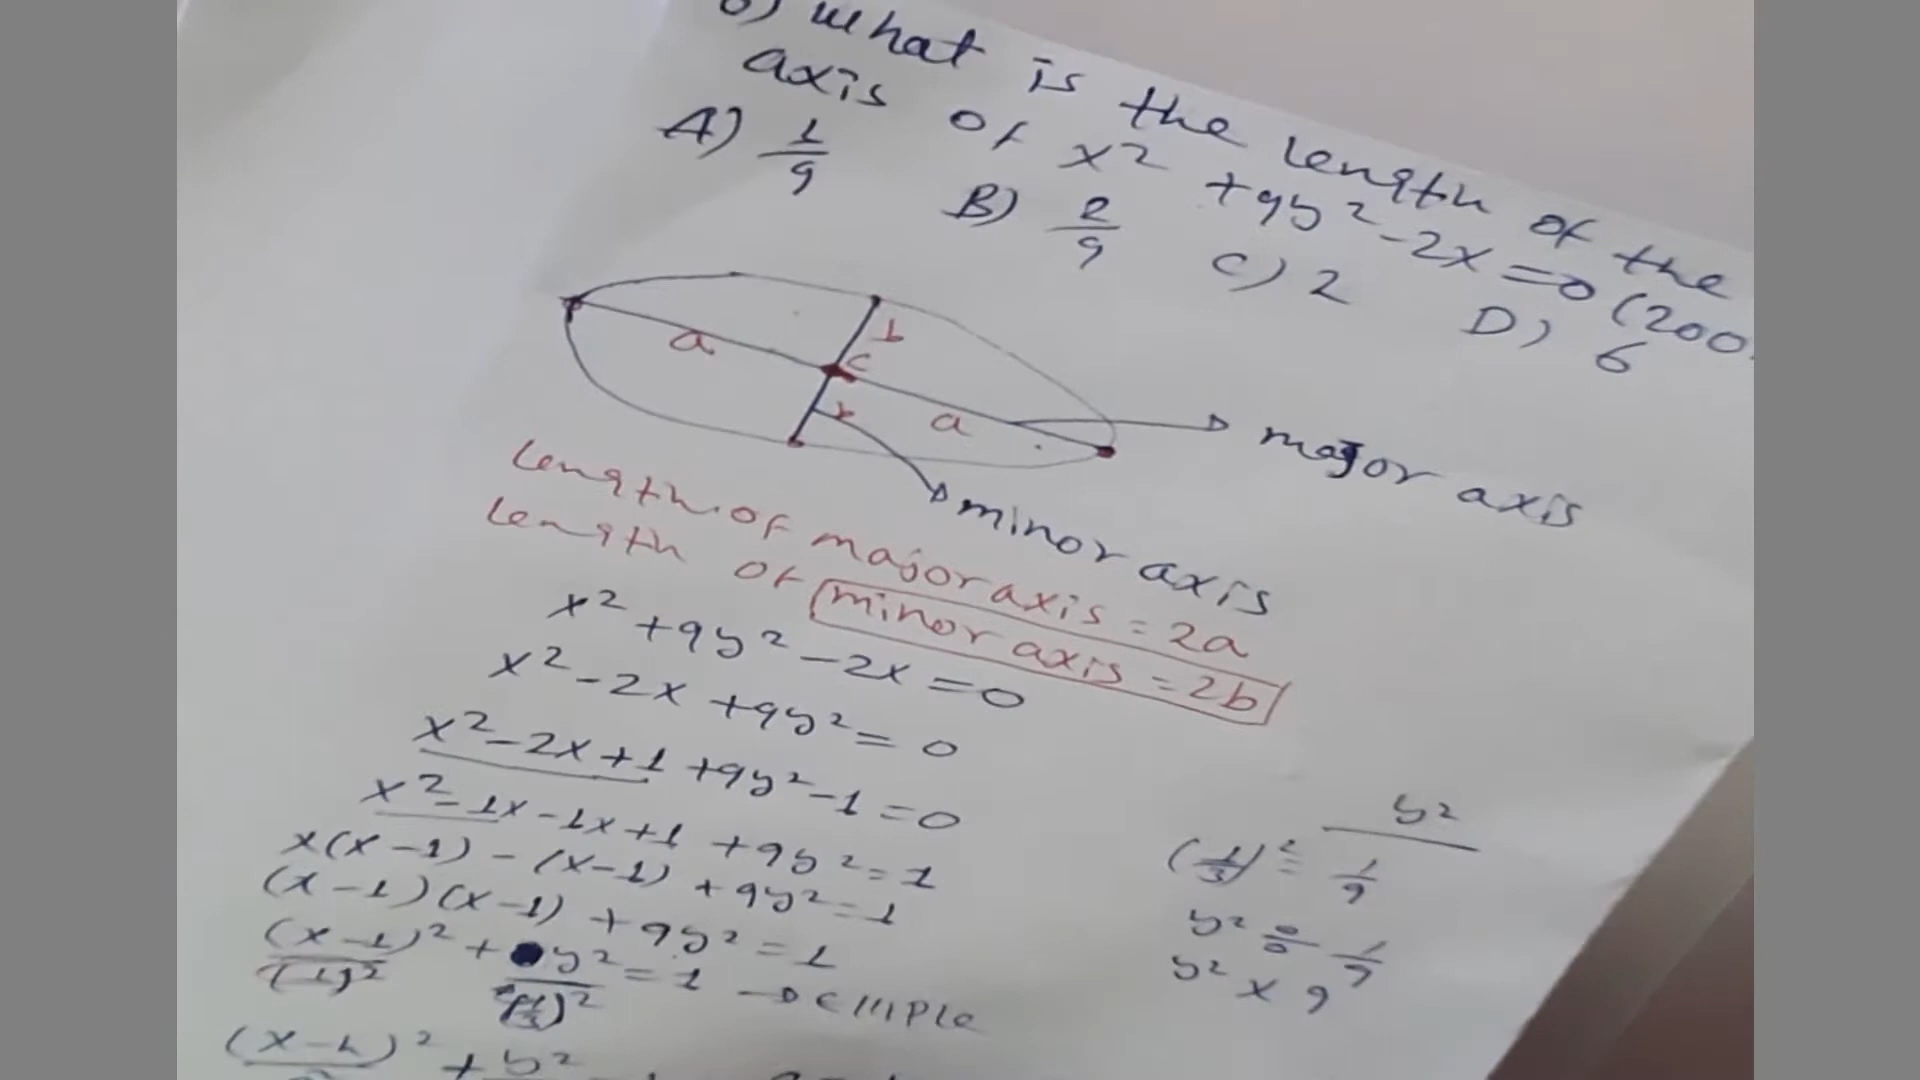 What is the length of the
axis of x² + 9y² - 2x = 0 (200
A) 1/9 B) 2/9 C) 2 D) 6
b
a
c
a
major axis
minor axis
Length of major axis = 2a
Length of minor axis = 2b
x² + 9y² - 2x = 0
x² - 2x + 9y² = 0
x² - 2x + 1 + 9y² - 1 = 0
x² - 1x - 1x + 1 + 9y² = 1
x(x - 1) - (x - 1) + 9y² = 1
(x - 1)(x - 1) + 9y² = 1
(x - 1)²/(1)² + y²/(1/3)² = 1
y²
(1/3)² = 1/9
y² ÷ 1/9
y² x 9